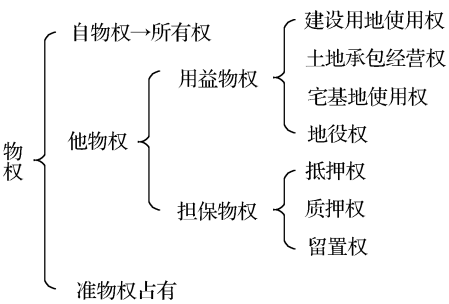 物权
自物权→所有权
他物权
用益物权
建设用地使用权
土地承包经营权
宅基地使用权
地役权
担保物权
抵押权
质押权
留置权
准物权占有